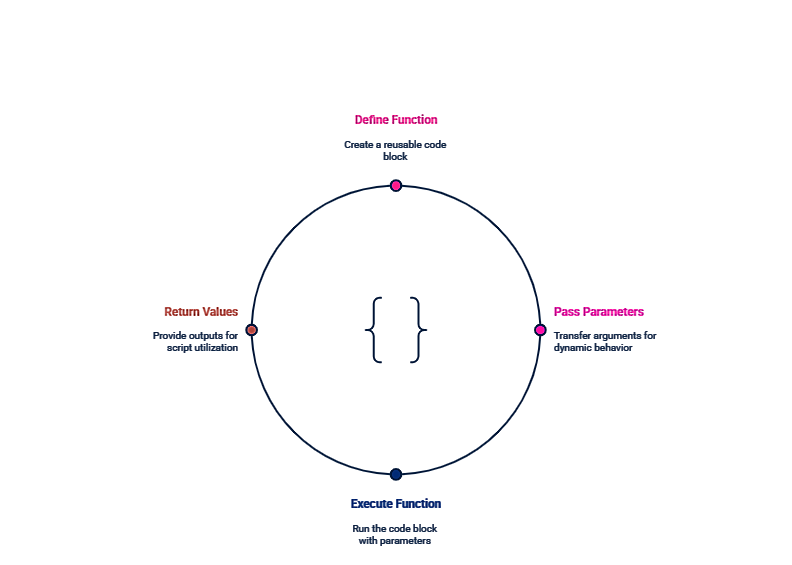 Define Function
Create a reusable code
block
Return Values
Provide outputs for
script utilization
{ }
Pass Parameters
Transfer arguments for
dynamic behavior
Execute Function
Run the code block
with parameters